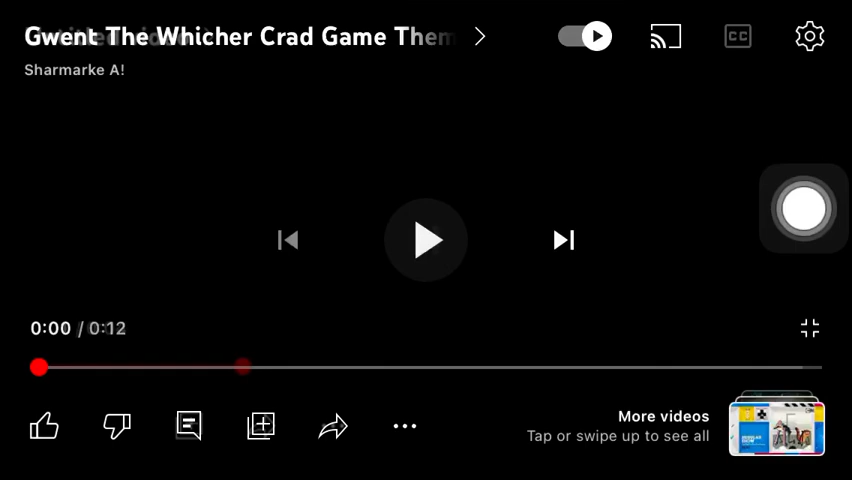 Gwent The Whicher Crad Game Them
Sharmarke A!
CC
0:00 / 0:12
More videos
Tap or swipe up to see all